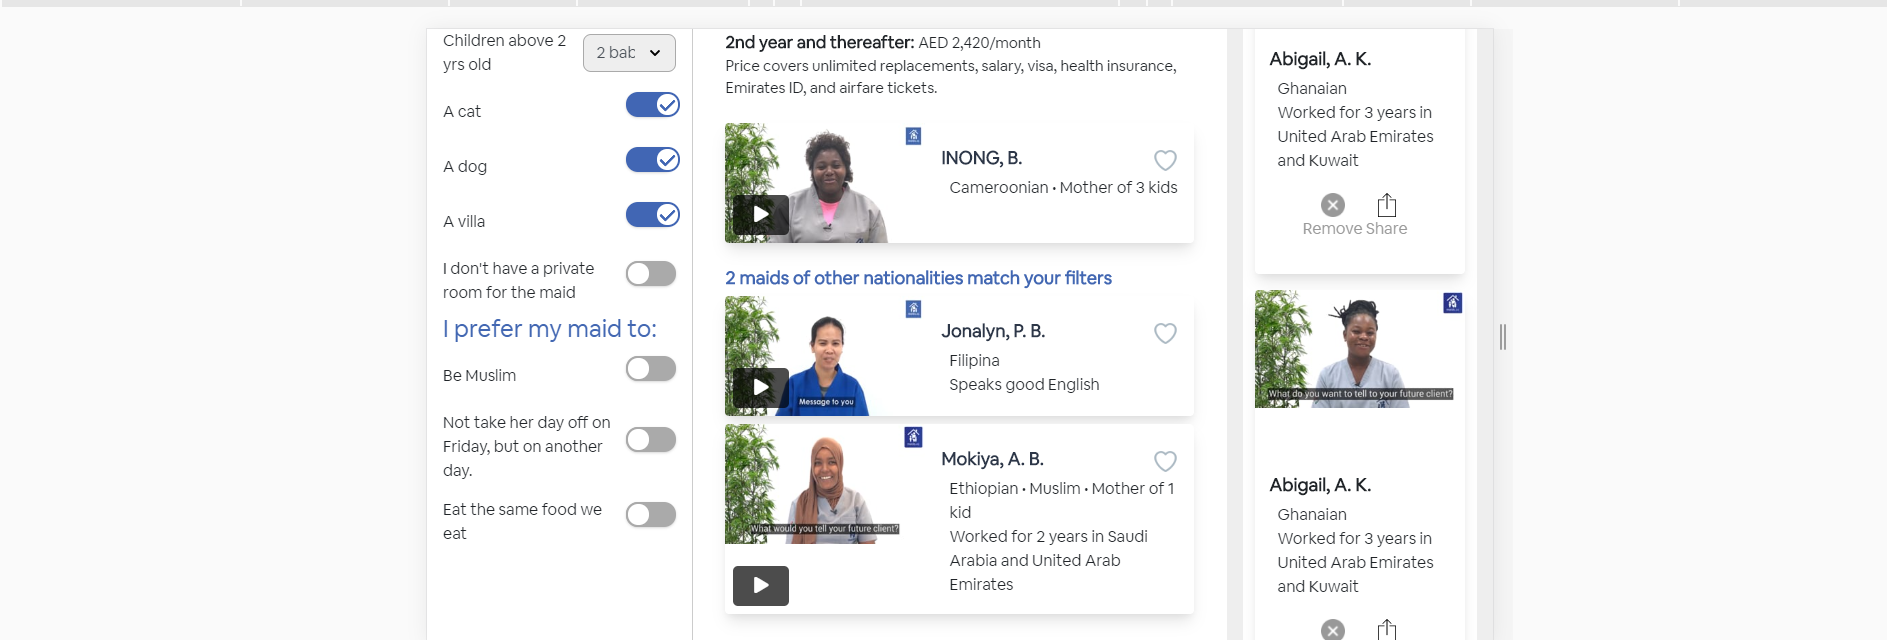 Children above 2
yrs old
2 bab
A cat
A dog
A villa
I don't have a private
room for the maid
I prefer my maid to:
Be Muslim
Not take her day off on
Friday, but on another
day.
Eat the same food we
eat
2nd year and thereafter: AED 2,420/month
Price covers unlimited replacements, salary, visa, health insurance,
Emirates ID, and airfare tickets.
INONG, B.
Cameroonian • Mother of 3 kids
2 maids of other nationalities match your filters
Message to you
Jonalyn, P. B.
Filipina
Speaks good English
What would you tell your future client?
Mokiya, A. B.
Ethiopian • Muslim • Mother of 1
kid
Worked for 2 years in Saudi
Arabia and United Arab
Emirates
Abigail, A. K.
Ghanaian
Worked for 3 years in
United Arab Emirates
and Kuwait
Remove Share
What do you want to tell to your future client?
Abigail, A. K.
Ghanaian
Worked for 3 years in
United Arab Emirates
and Kuwait